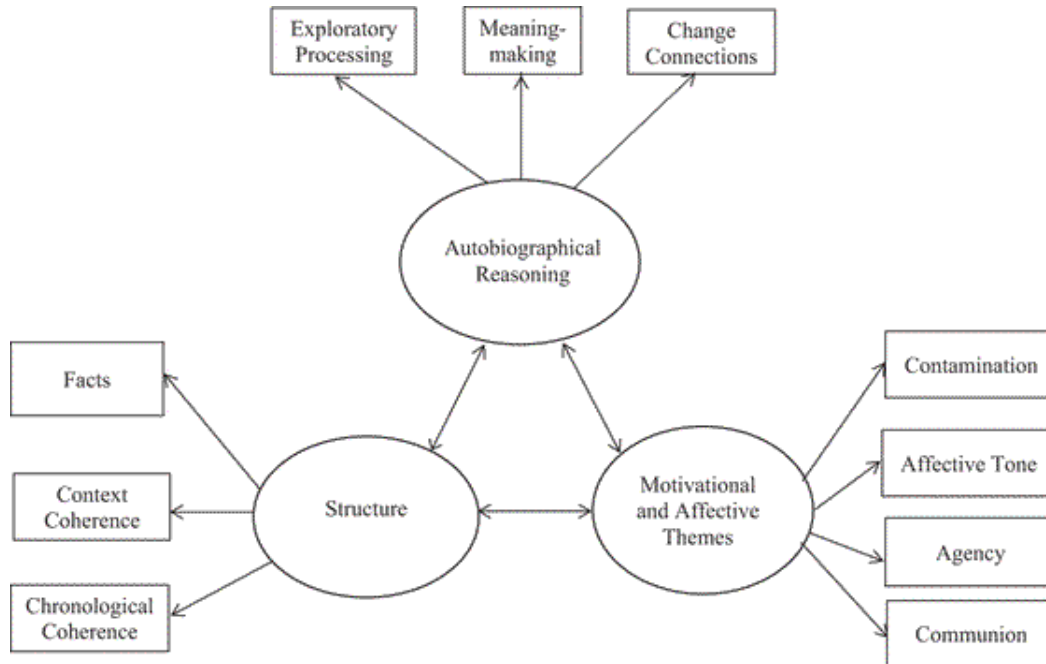 Exploratory
Processing
Meaning-
making
Change
Connections
Autobiographical
Reasoning
Facts
Context
Coherence
Chronological
Coherence
Structure
Motivational
and Affective
Themes
Contamination
Affective Tone
Agency
Communion